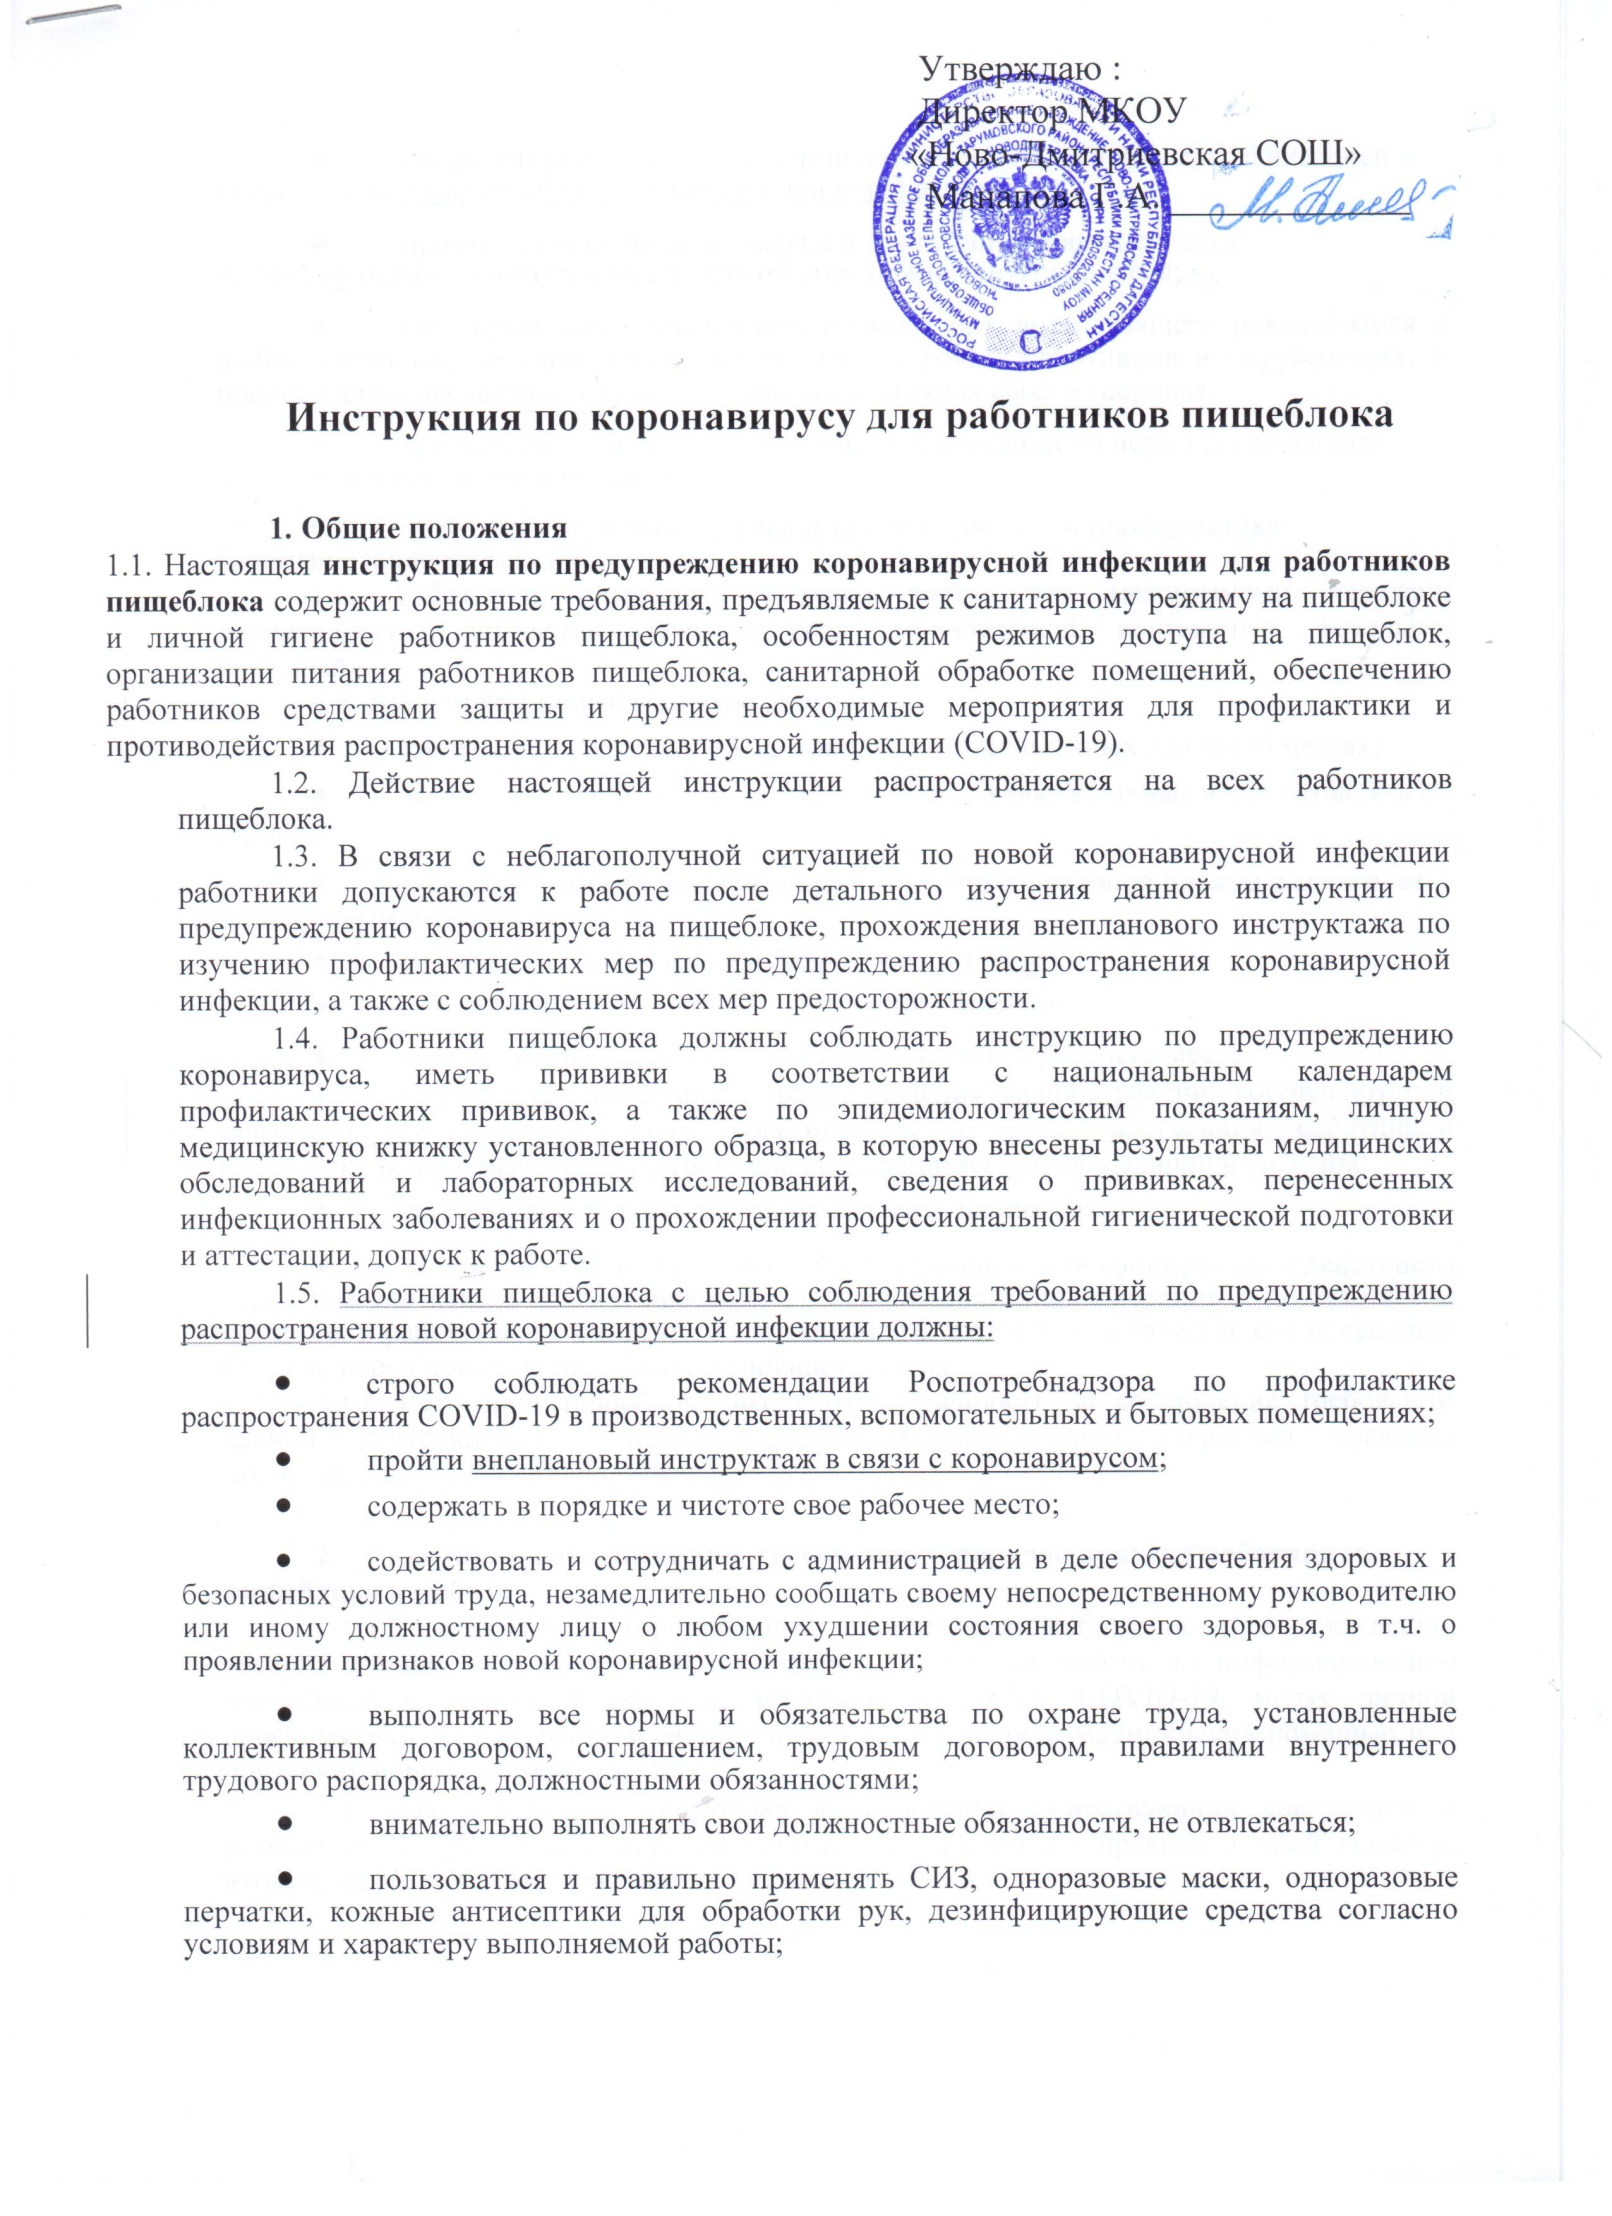 Утверждаю :
Директор МКОУ
«Ново-Дмитриевская СОШ»
Манапова Г.А.
Инструкция по коронавирусу для работников пищеблока
1. Общие положения
1.1. Настоящая инструкция по предупреждению коронавирусной инфекции для работников
пищеблока содержит основные требования, предъявляемые к санитарному режиму на пищеблоке
и личной гигиене работников пищеблока, особенностям режимов доступа на пищеблок,
организации питания работников пищеблока, санитарной обработке помещений, обеспечению
работников средствами защиты и другие необходимые мероприятия для профилактики и
противодействия распространения коронавирусной инфекции (COVID-19).
1.2. Действие настоящей инструкции распространяется на всех работников
пищеблока.
1.3. В связи с неблагополучной ситуацией по новой коронавирусной инфекции
работники допускаются к работе после детального изучения данной инструкции по
предупреждению коронавируса на пищеблоке, прохождения внепланового инструктажа по
изучению профилактических мер по предупреждению распространения коронавирусной
инфекции, а также с соблюдением всех мер предосторожности.
1.4. Работники пищеблока должны соблюдать инструкцию по предупреждению
коронавируса, иметь прививки в соответствии с национальным календарем
профилактических прививок, а также по эпидемиологическим показаниям, личную
медицинскую книжку установленного образца, в которую внесены результаты медицинских
обследований и лабораторных исследований, сведения о прививках, перенесенных
инфекционных заболеваниях и о прохождении профессиональной гигиенической подготовки
и аттестации, допуск к работе.
1.5. Работники пищеблока с целью соблюдения требований по предупреждению
распространения новой коронавирусной инфекции должны:
● строго соблюдать рекомендации Роспотребнадзора по профилактике
распространения COVID-19 в производственных, вспомогательных и бытовых помещениях;
● пройти внеплановый инструктаж в связи с коронавирусом;
● содержать в порядке и чистоте свое рабочее место;
● содействовать и сотрудничать с администрацией в деле обеспечения здоровых и
безопасных условий труда, незамедлительно сообщать своему непосредственному руководителю
или иному должностному лицу о любом ухудшении состояния своего здоровья, в т.ч. о
проявлении признаков новой коронавирусной инфекции;
● выполнять все нормы и обязательства по охране труда, установленные
коллективным договором, соглашением, трудовым договором, правилами внутреннего
трудового распорядка, должностными обязанностями;
● внимательно выполнять свои должностные обязанности, не отвлекаться;
● пользоваться и правильно применять СИЗ, одноразовые маски, одноразовые
перчатки, кожные антисептики для обработки рук, дезинфицирующие средства согласно
условиям и характеру выполняемой работы;